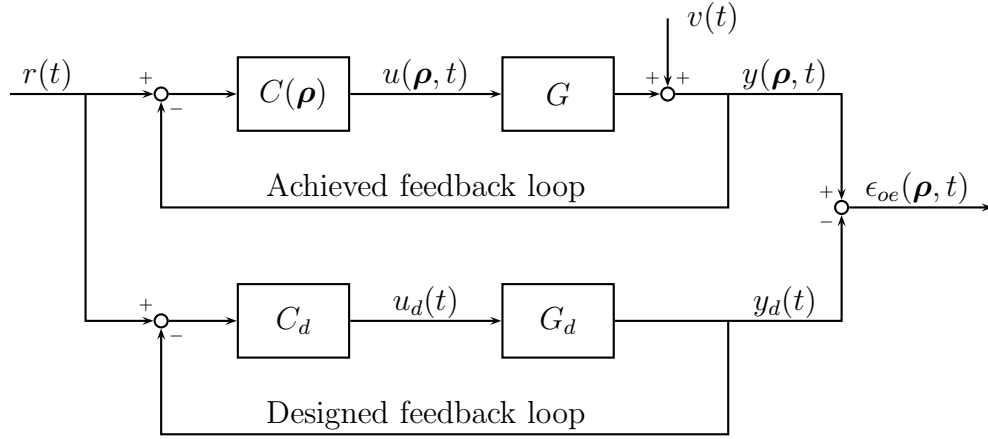 v(t)
r(t)
+
−
C(ρ)
u(ρ, t)
G
+
+
y(ρ, t)
Achieved feedback loop
+
−
ϵ_oe(ρ, t)
+
−
C_d
u_d(t)
G_d
y_d(t)
Designed feedback loop